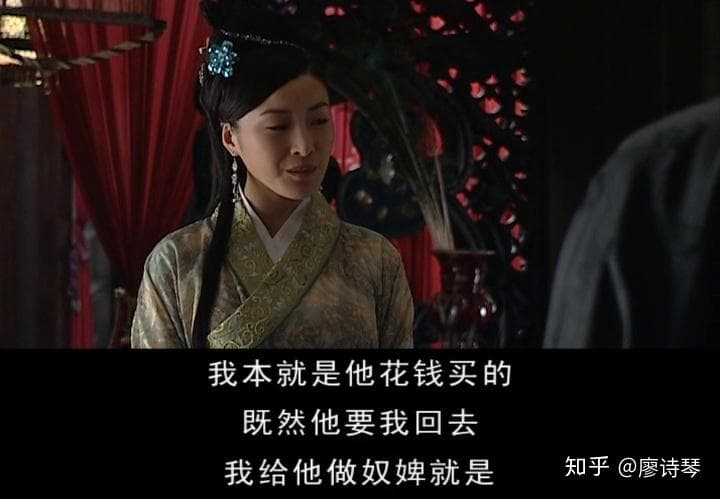 我本就是他花钱买的
既然他要我回去
我给他做奴婢就是
知乎 @廖诗琴